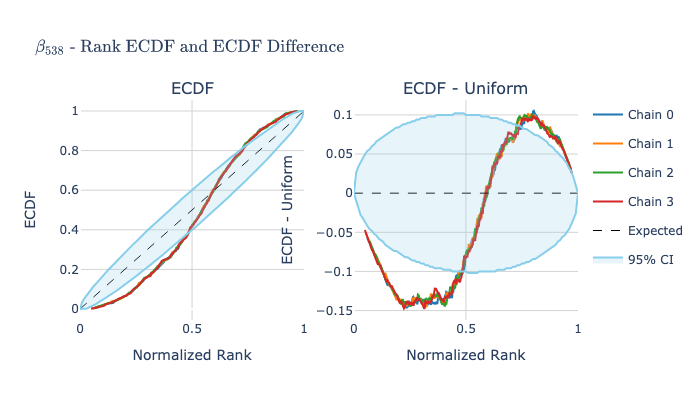 β₅₃₈ - Rank ECDF and ECDF Difference
ECDF
ECDF - Uniform
ECDF
1
0.8
0.6
0.4
0.2
0
0
0.5
1
Normalized Rank
ECDF - Uniform
0.1
0.05
0
−0.05
−0.1
−0.15
0
0.5
1
Normalized Rank
Chain 0
Chain 1
Chain 2
Chain 3
Expected
95% CI